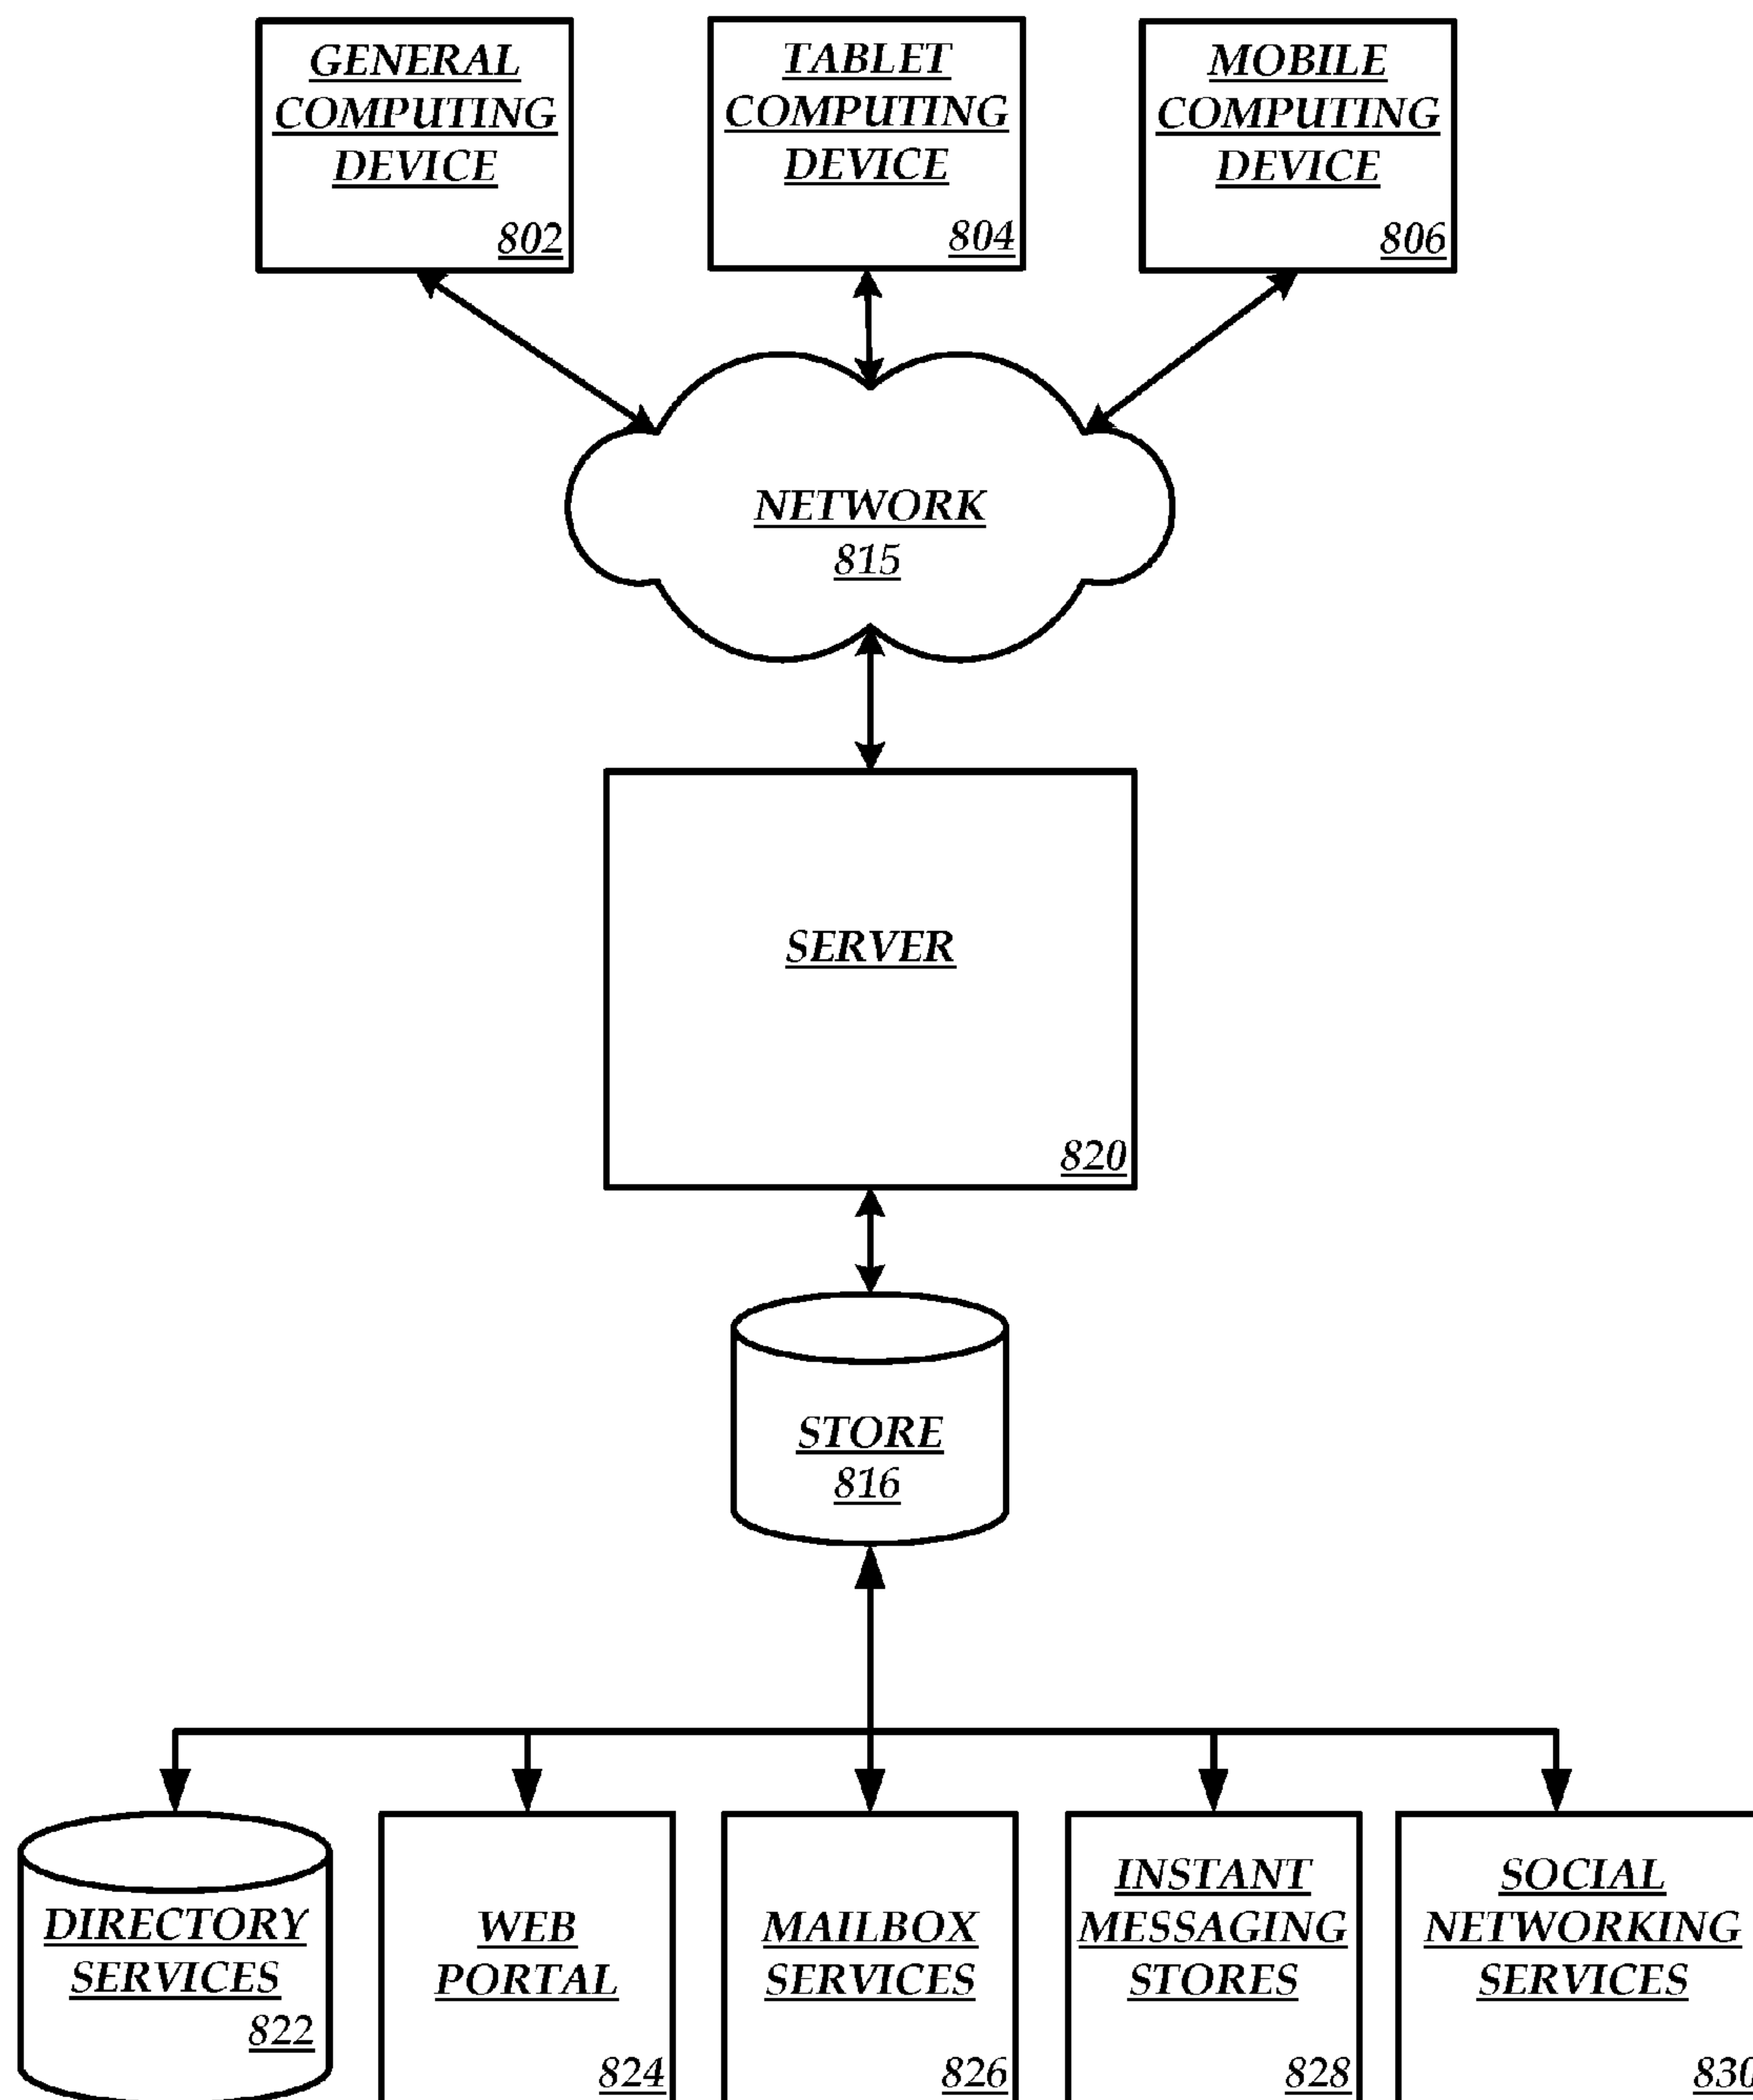 GENERAL
COMPUTING
DEVICE
802
TABLET
COMPUTING
DEVICE
804
MOBILE
COMPUTING
DEVICE
806
NETWORK
815
SERVER
820
STORE
816
DIRECTORY
SERVICES
822
WEB
PORTAL
824
MAILBOX
SERVICES
826
INSTANT
MESSAGING
STORES
828
SOCIAL
NETWORKING
SERVICES
830